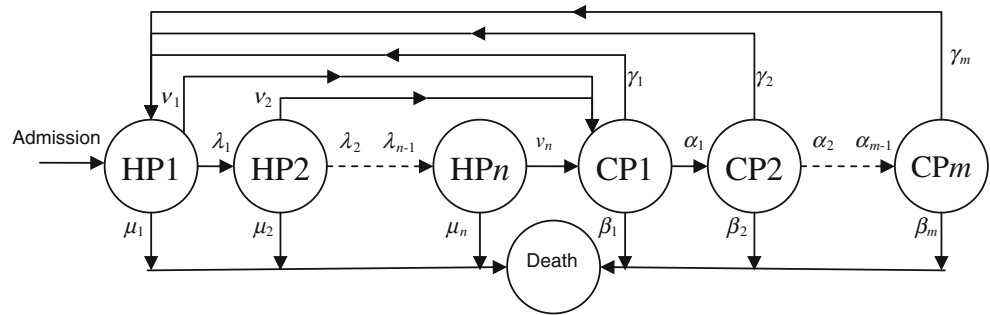 γ₁ γ₂ γₘ
ν₁ ν₂
Admission
λ₁ λ₂ λₙ₋₁ νₙ α₁ α₂ αₘ₋₁
HP1 HP2 HPn CP1 CP2 CPm
μ₁ μ₂ μₙ β₁ β₂ βₘ
Death